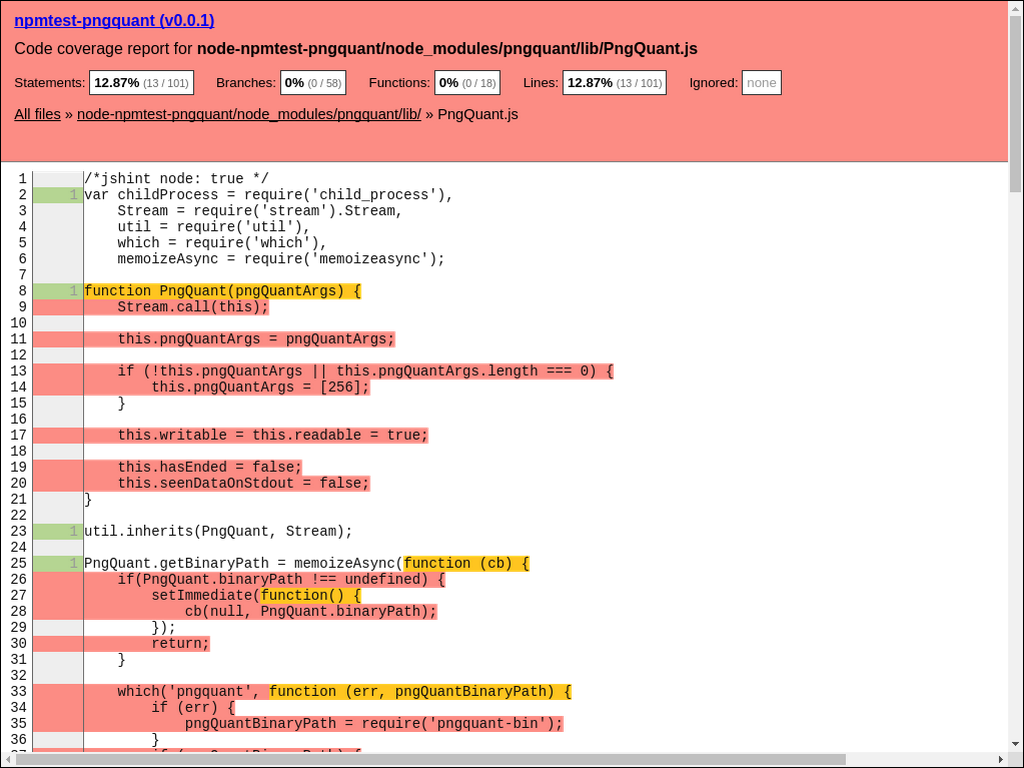 npmtest-pngquant (v0.0.1)
Code coverage report for node-npmtest-pngquant/node_modules/pngquant/lib/PngQuant.js
Statements: 12.87% (13 / 101) Branches: 0% (0 / 58) Functions: 0% (0 / 18) Lines: 12.87% (13 / 101) Ignored: none
All files » node-npmtest-pngquant/node_modules/pngquant/lib/ » PngQuant.js
1 /*jshint node: true */
2 1 var childProcess = require('child_process'),
3 Stream = require('stream').Stream,
4 util = require('util'),
5 which = require('which'),
6 memoizeAsync = require('memoizeasync');
7
8 1 function PngQuant(pngQuantArgs) {
9 Stream.call(this);
10
11 this.pngQuantArgs = pngQuantArgs;
12
13 if (!this.pngQuantArgs || this.pngQuantArgs.length === 0) {
14 this.pngQuantArgs = [256];
15 }
16
17 this.writable = this.readable = true;
18
19 this.hasEnded = false;
20 this.seenDataOnStdout = false;
21 }
22
23 1 util.inherits(PngQuant, Stream);
24
25 1 PngQuant.getBinaryPath = memoizeAsync(function (cb) {
26 if(PngQuant.binaryPath !== undefined) {
27 setImmediate(function() {
28 cb(null, PngQuant.binaryPath);
29 });
30 return;
31 }
32
33 which('pngquant', function (err, pngQuantBinaryPath) {
34 if (err) {
35 pngQuantBinaryPath = require('pngquant-bin');
36 }